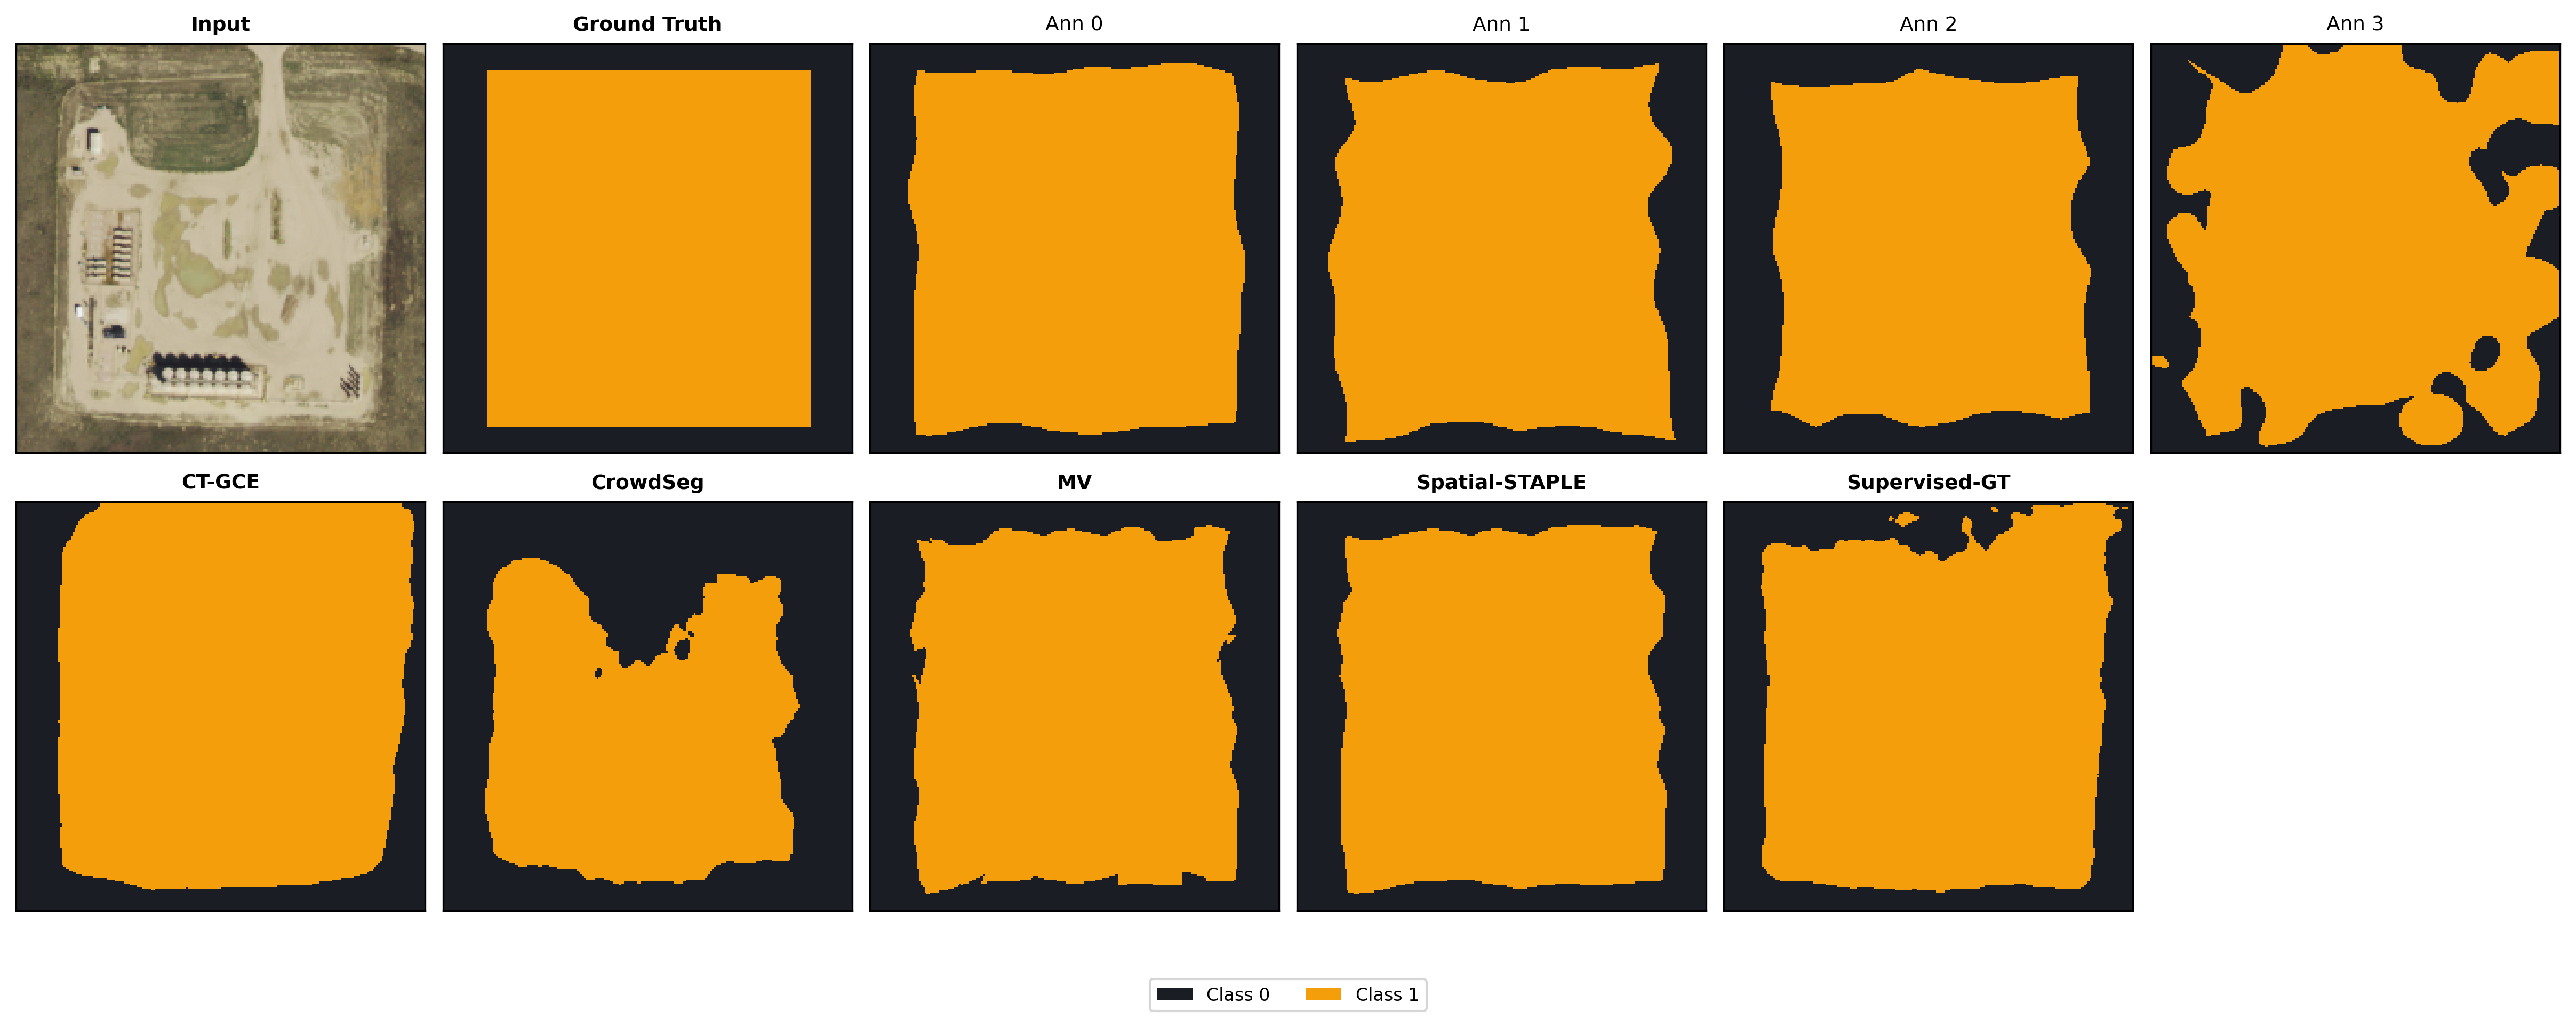 Input Ground Truth Ann 0 Ann 1 Ann 2 Ann 3
CT-GCE CrowdSeg MV Spatial-STAPLE Supervised-GT
Class 0 Class 1